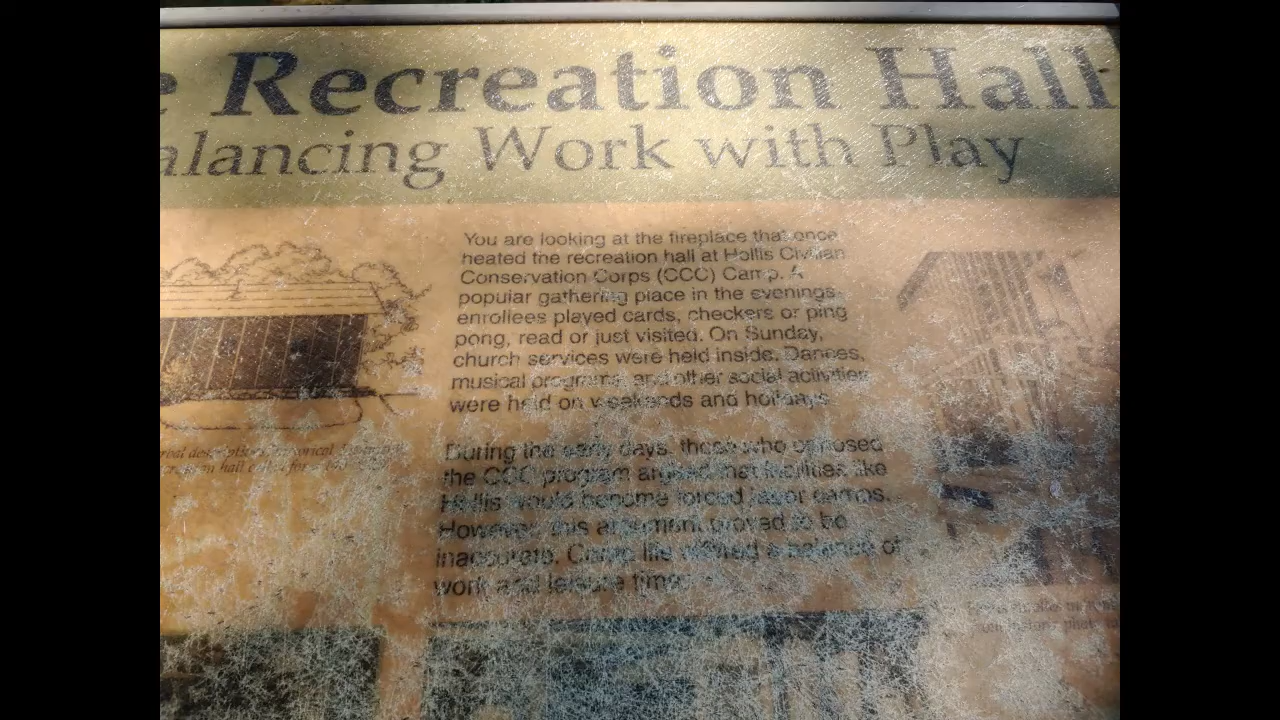 e Recreation Hall
alancing Work with Play
You are looking at the fireplace that once
heated the recreation hall at Hollis Civilian
Conservation Corps (CCC) Camp. A
popular gathering place in the evenings,
enrollees played cards, checkers or ping
pong, read or just visited. On Sunday,
church services were held inside. Dances,
musical programs and other social activities
were held on weekends and holidays.
During the early days, those who opposed
the CCC program argued that facilities like
Hollis would become forced labor camps.
However, this argument proved to be
inaccurate. Camp life offered a balance of
work and leisure time.